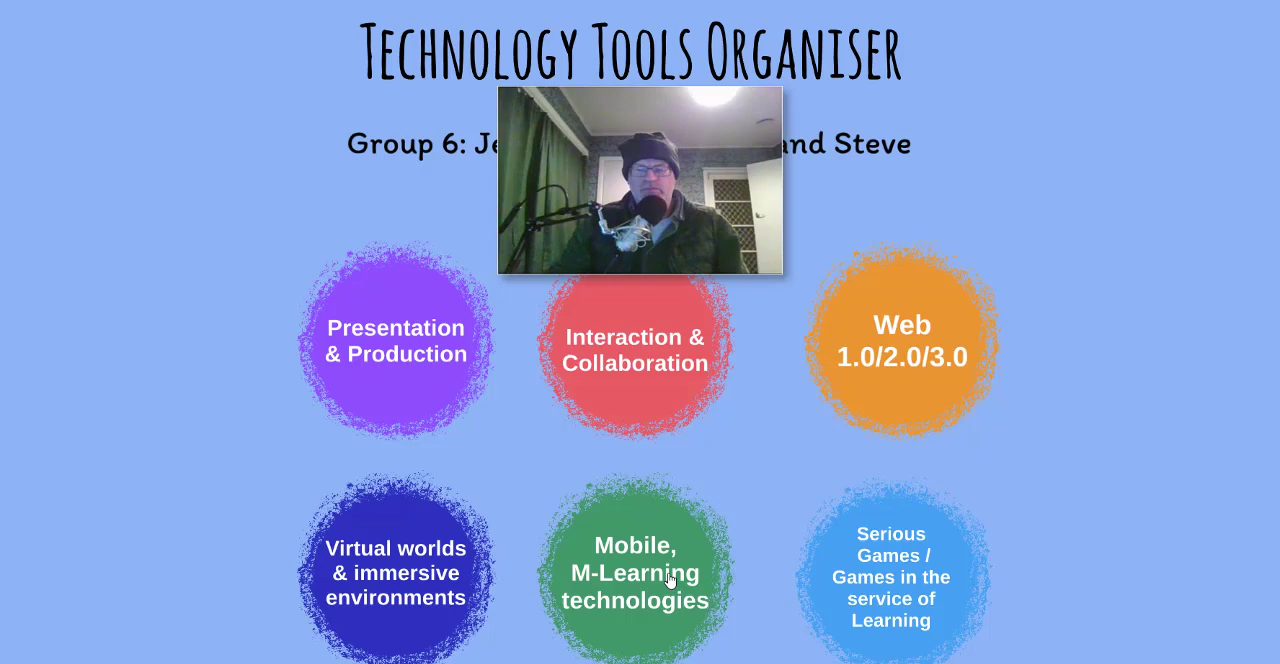 Technology Tools Organiser
Group 6: and Steve
Presentation
& Production
Interaction &
Collaboration
Web
1.0/2.0/3.0
Virtual worlds
& immersive
environments
Mobile,
M-Learning
technologies
Serious
Games /
Games in the
service of
Learning